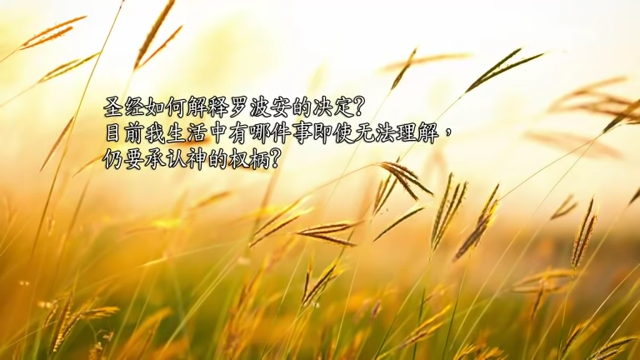 圣经如何解释罗波安的决定?
目前我生活中有哪件事即使无法理解，
仍要承认神的权柄?